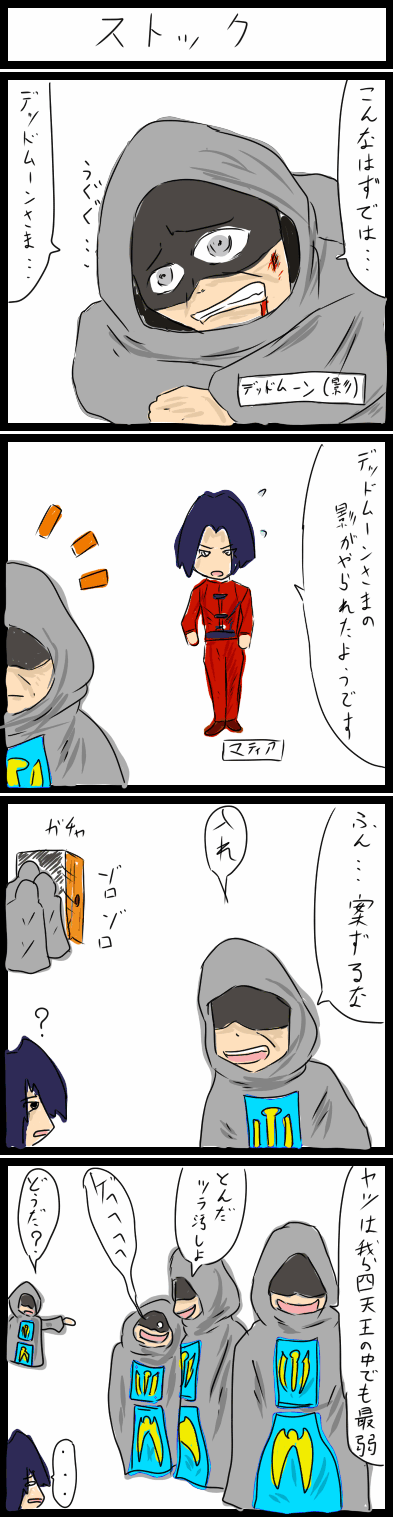 ストック
こんなはずでは…
うぐぐ…
デッドムーンさま…
デッドムーン(影)
デッドムーンさまの
影がやられたようです
マティア
ふん…案ずるな
入れ
ガチャ
ゾロ
ゾロ
?
ヤツは我ら四天王の中でも最弱
とんだ
ツラ汚しよ
ゲヘヘヘヘ
どうだ?
・・・